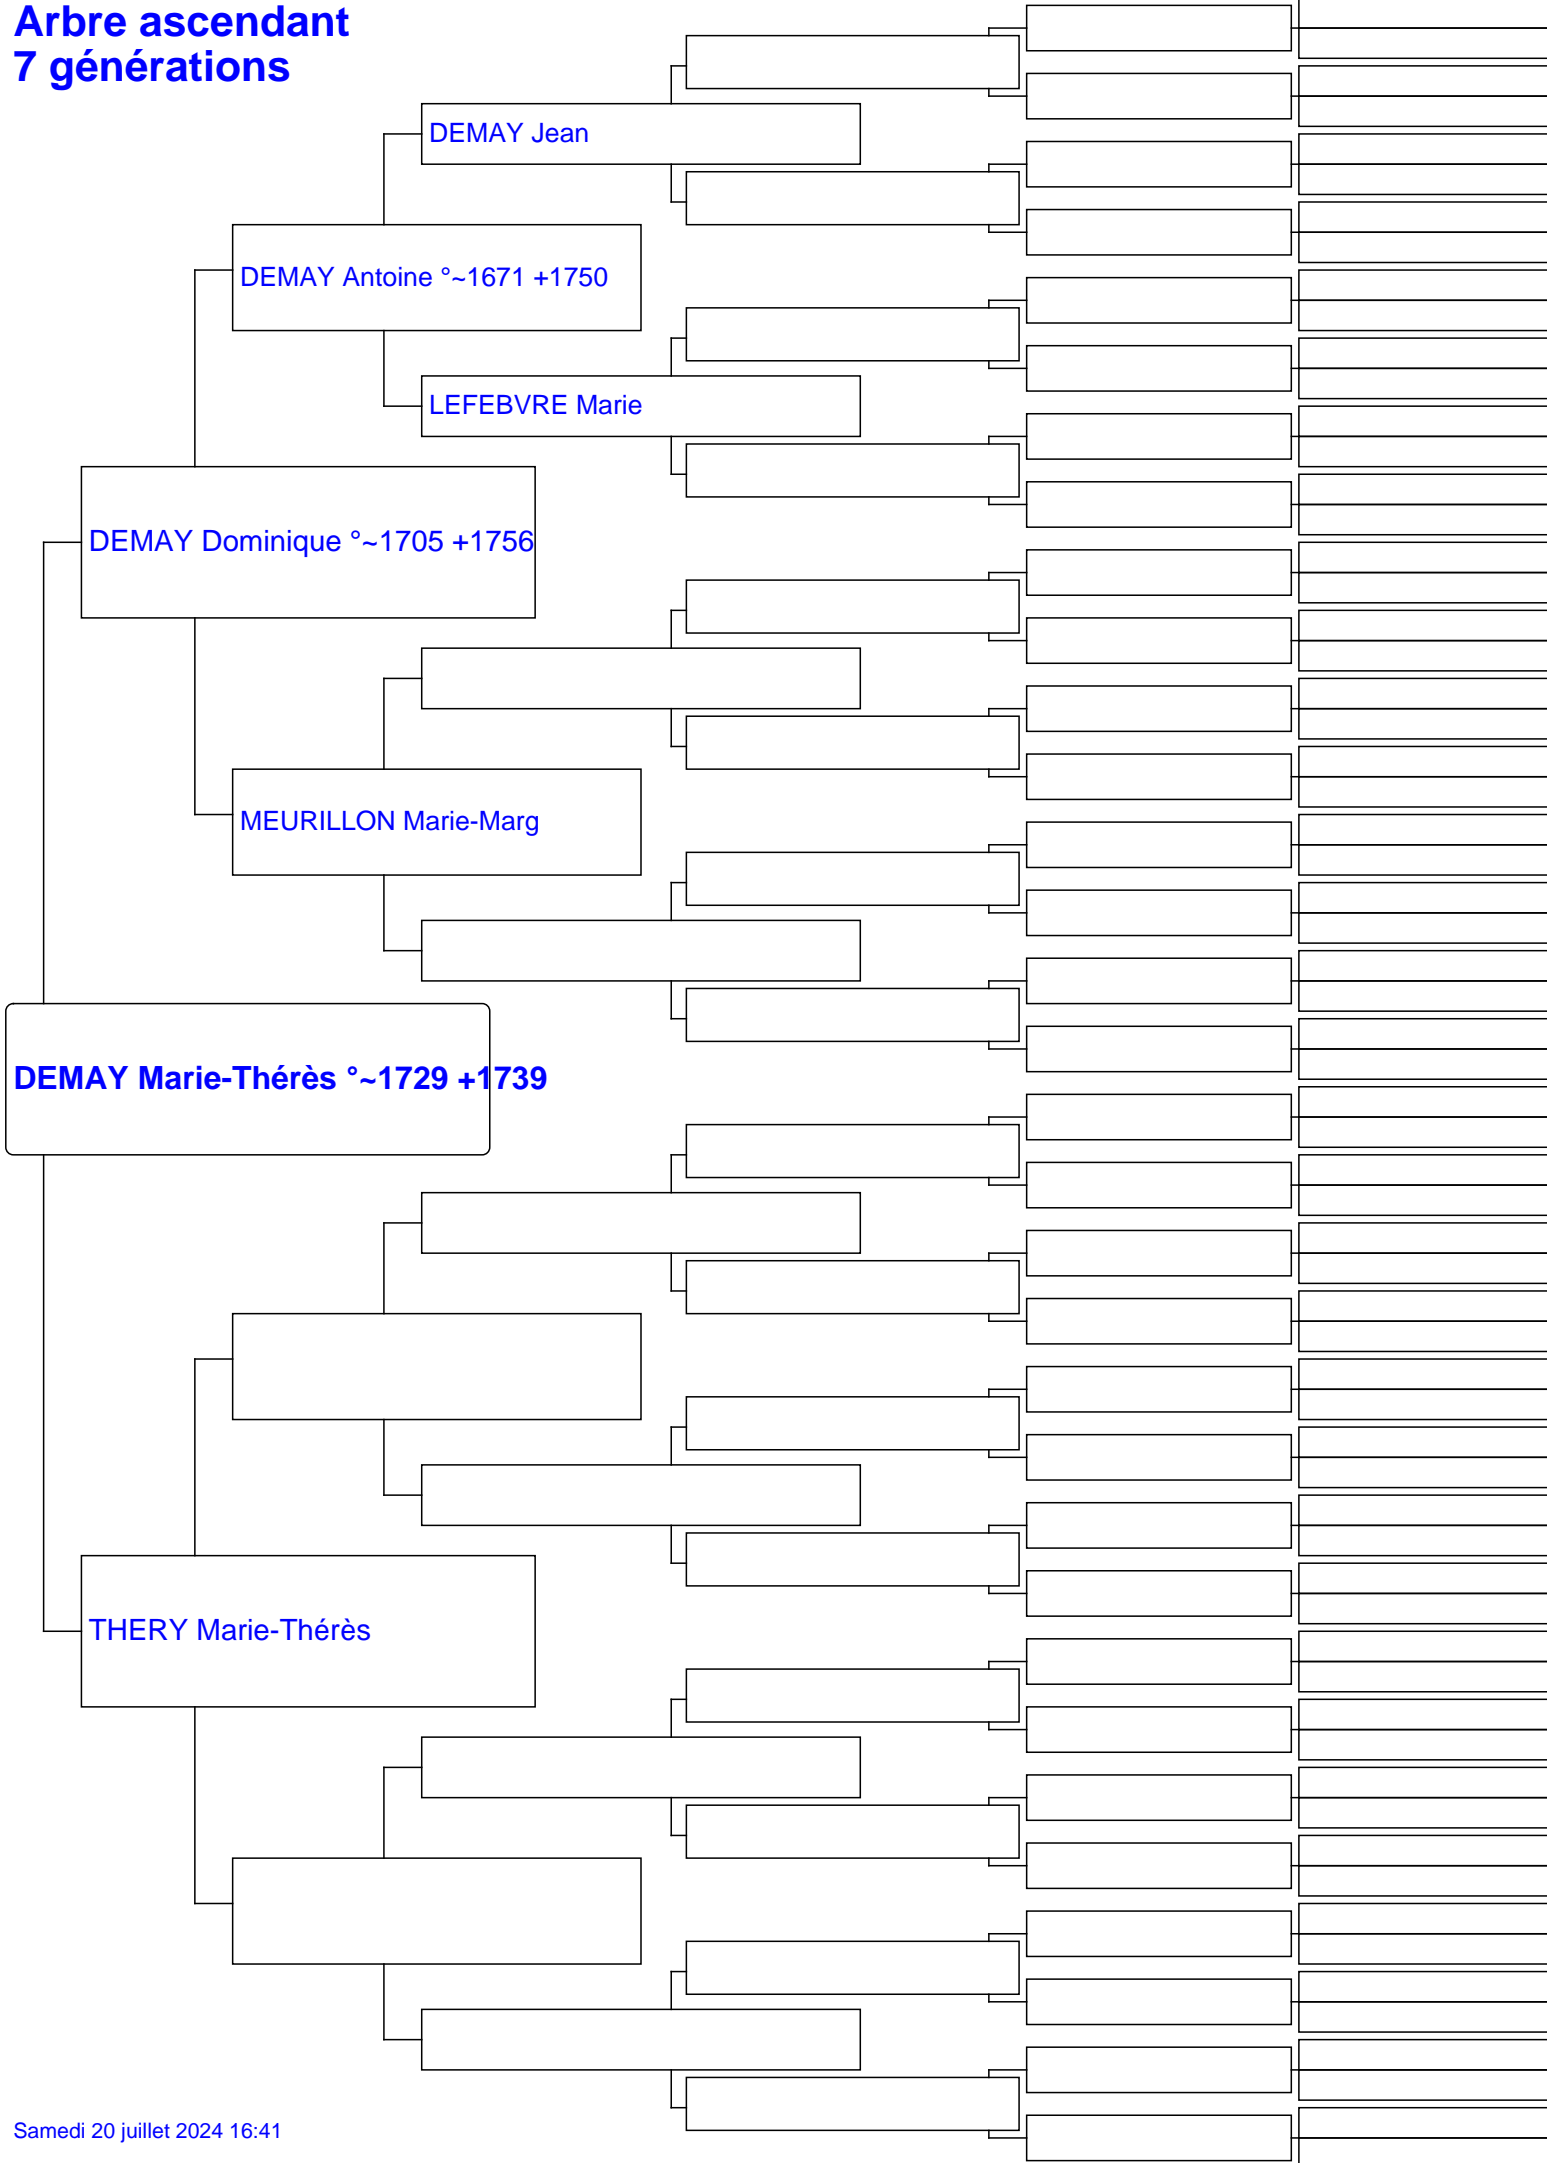 Arbre ascendant
7 générations
DEMAY Jean
DEMAY Antoine °~1671 +1750
LEFEBVRE Marie
DEMAY Dominique °~1705 +1756
MEURILLON Marie-Marg
DEMAY Marie-Thérès °~1729 +1739
THERY Marie-Thérès
Samedi 20 juillet 2024 16:41